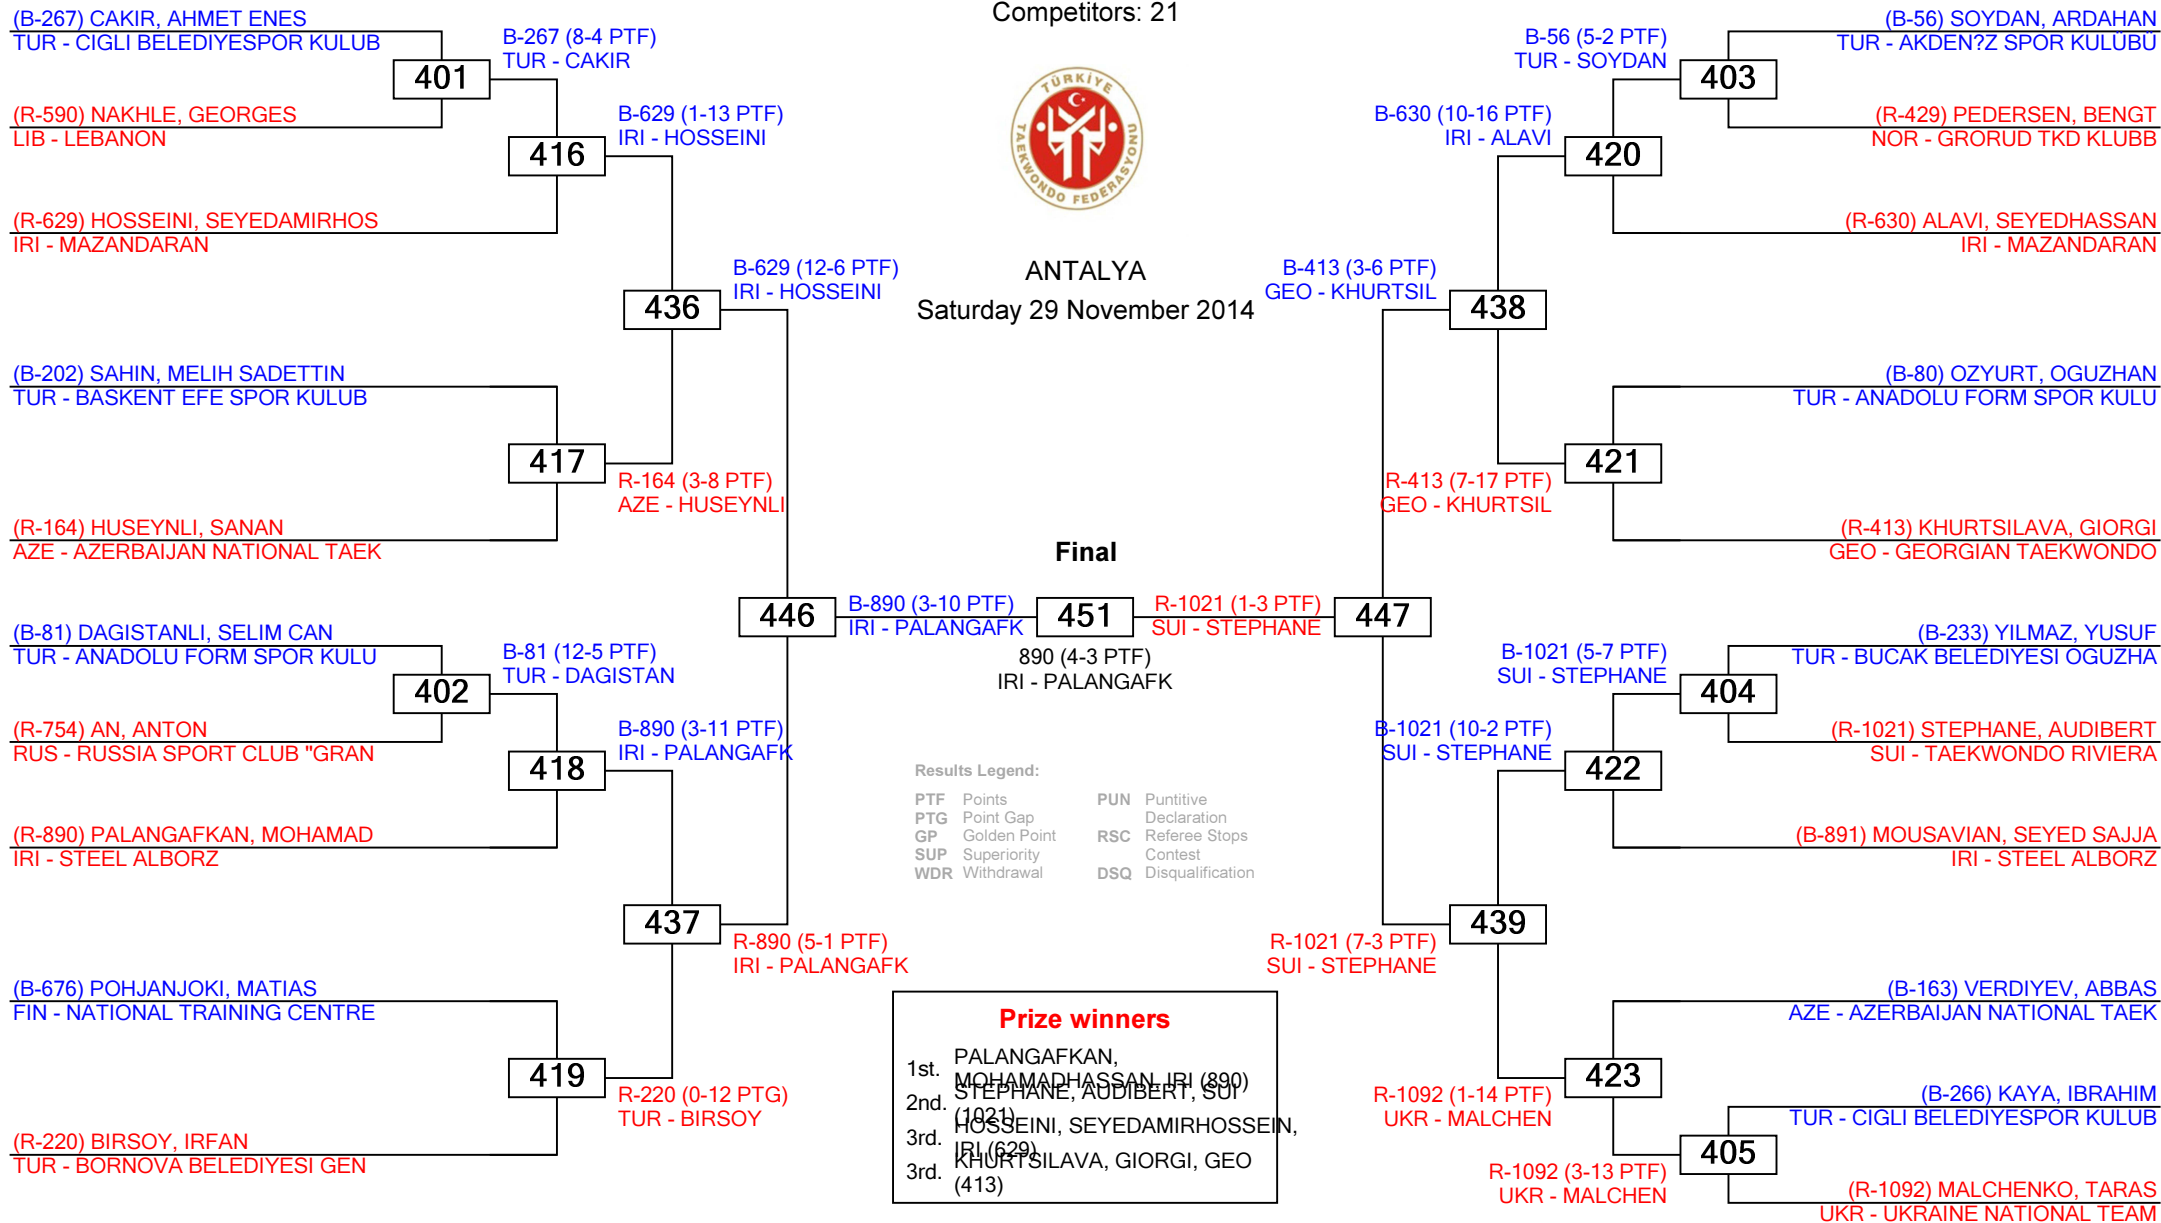 Competitors: 21
TÜRKİYE
TAEKWONDO FEDERASYONU
ANTALYA
Saturday 29 November 2014
(B-267) CAKIR, AHMET ENES
TUR - CIGLI BELEDIYESPOR KULUB
401
(R-590) NAKHLE, GEORGES
LIB - LEBANON
B-267 (8-4 PTF)
TUR - CAKIR
416
(R-629) HOSSEINI, SEYEDAMIRHOS
IRI - MAZANDARAN
B-629 (1-13 PTF)
IRI - HOSSEINI
436
(B-202) SAHIN, MELIH SADETTIN
TUR - BASKENT EFE SPOR KULUB
417
(R-164) HUSEYNLI, SANAN
AZE - AZERBAIJAN NATIONAL TAEK
R-164 (3-8 PTF)
AZE - HUSEYNLI
B-629 (12-6 PTF)
IRI - HOSSEINI
446
(B-81) DAGISTANLI, SELIM CAN
TUR - ANADOLU FORM SPOR KULU
402
(R-754) AN, ANTON
RUS - RUSSIA SPORT CLUB "GRAN
B-81 (12-5 PTF)
TUR - DAGISTAN
418
(R-890) PALANGAFKAN, MOHAMAD
IRI - STEEL ALBORZ
B-890 (3-11 PTF)
IRI - PALANGAFK
437
(B-676) POHJANJOKI, MATIAS
FIN - NATIONAL TRAINING CENTRE
419
(R-220) BIRSOY, IRFAN
TUR - BORNOVA BELEDIYESI GEN
R-220 (0-12 PTG)
TUR - BIRSOY
R-890 (5-1 PTF)
IRI - PALANGAFK
Final
B-890 (3-10 PTF)
IRI - PALANGAFK
451
R-1021 (1-3 PTF)
SUI - STEPHANE
890 (4-3 PTF)
IRI - PALANGAFK
447
(B-56) SOYDAN, ARDAHAN
TUR - AKDEN?Z SPOR KULÜBÜ
403
(R-429) PEDERSEN, BENGT
NOR - GRORUD TKD KLUBB
B-56 (5-2 PTF)
TUR - SOYDAN
420
(R-630) ALAVI, SEYEDHASSAN
IRI - MAZANDARAN
B-630 (10-16 PTF)
IRI - ALAVI
438
(B-80) OZYURT, OGUZHAN
TUR - ANADOLU FORM SPOR KULU
421
(R-413) KHURTSILAVA, GIORGI
GEO - GEORGIAN TAEKWONDO
R-413 (7-17 PTF)
GEO - KHURTSIL
B-413 (3-6 PTF)
GEO - KHURTSIL
(B-233) YILMAZ, YUSUF
TUR - BUCAK BELEDIYESI OGUZHA
404
(R-1021) STEPHANE, AUDIBERT
SUI - TAEKWONDO RIVIERA
B-1021 (5-7 PTF)
SUI - STEPHANE
422
(B-891) MOUSAVIAN, SEYED SAJJA
IRI - STEEL ALBORZ
B-1021 (10-2 PTF)
SUI - STEPHANE
439
(B-163) VERDIYEV, ABBAS
AZE - AZERBAIJAN NATIONAL TAEK
423
(B-266) KAYA, IBRAHIM
TUR - CIGLI BELEDIYESPOR KULUB
405
(R-1092) MALCHENKO, TARAS
UKR - UKRAINE NATIONAL TEAM
R-1092 (3-13 PTF)
UKR - MALCHEN
R-1092 (1-14 PTF)
UKR - MALCHEN
R-1021 (7-3 PTF)
SUI - STEPHANE
Results Legend:
PTF Points
PTG Point Gap
GP Golden Point
SUP Superiority
WDR Withdrawal
PUN Puntitive
Declaration
RSC Referee Stops
Contest
DSQ Disqualification
Prize winners
1st. PALANGAFKAN,
MOHAMADHASSAN, IRI (890)
2nd. STEPHANE, AUDIBERT, SUI
(1021)
3rd. HOSSEINI, SEYEDAMIRHOSSEIN,
IRI (629)
3rd. KHURTSILAVA, GIORGI, GEO
(413)